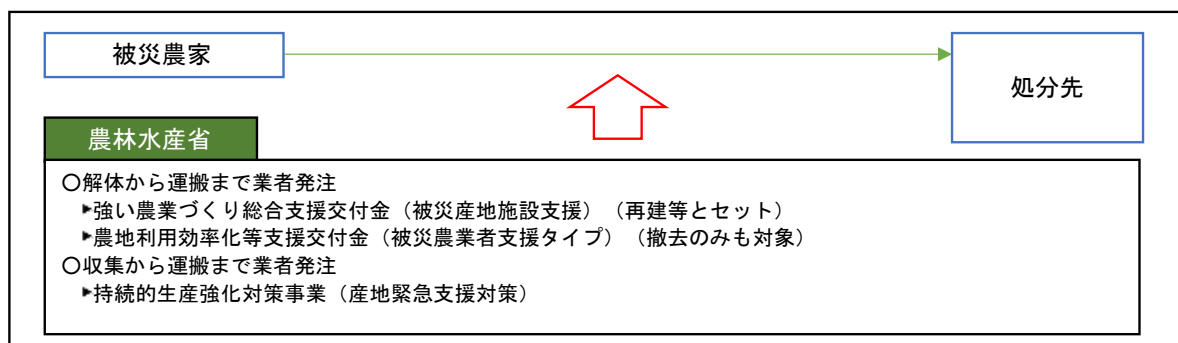 被災農家
処分先
農林水産省
○解体から運搬まで業者発注
▶強い農業づくり総合支援交付金（被災産地施設支援）（再建等とセット）
▶農地利用効率化等支援交付金（被災農業者支援タイプ）（撤去のみも対象）
○収集から運搬まで業者発注
▶持続的生産強化対策事業（産地緊急支援対策）